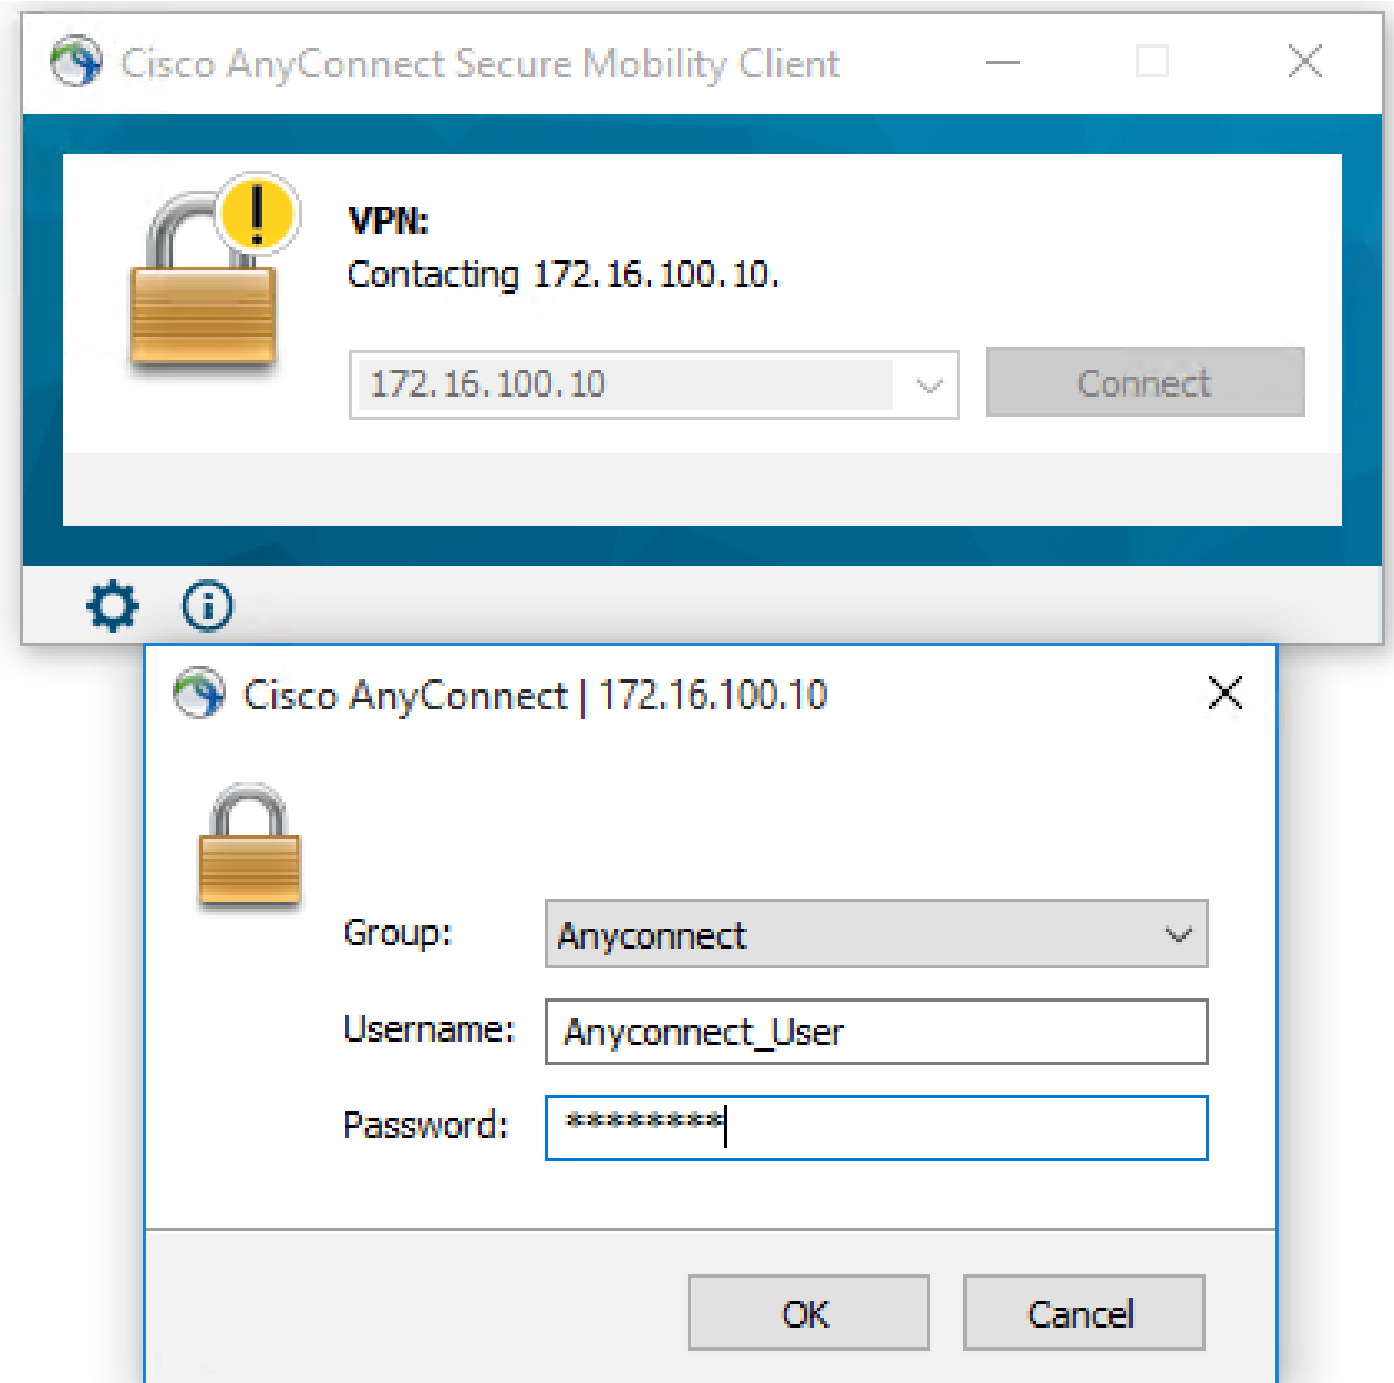 Cisco AnyConnect Secure Mobility Client
VPN:
Contacting 172.16.100.10.
172.16.100.10
Connect
Cisco AnyConnect | 172.16.100.10
Group:
Anyconnect
Username:
Anyconnect_User
Password:
********
OK
Cancel